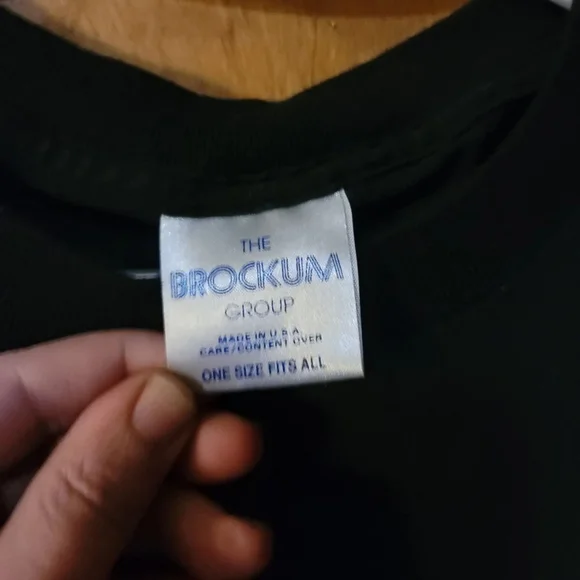 THE
BROCKUM
GROUP
MADE IN U.S.A.
CARE/CONTENT OVER
ONE SIZE FITS ALL